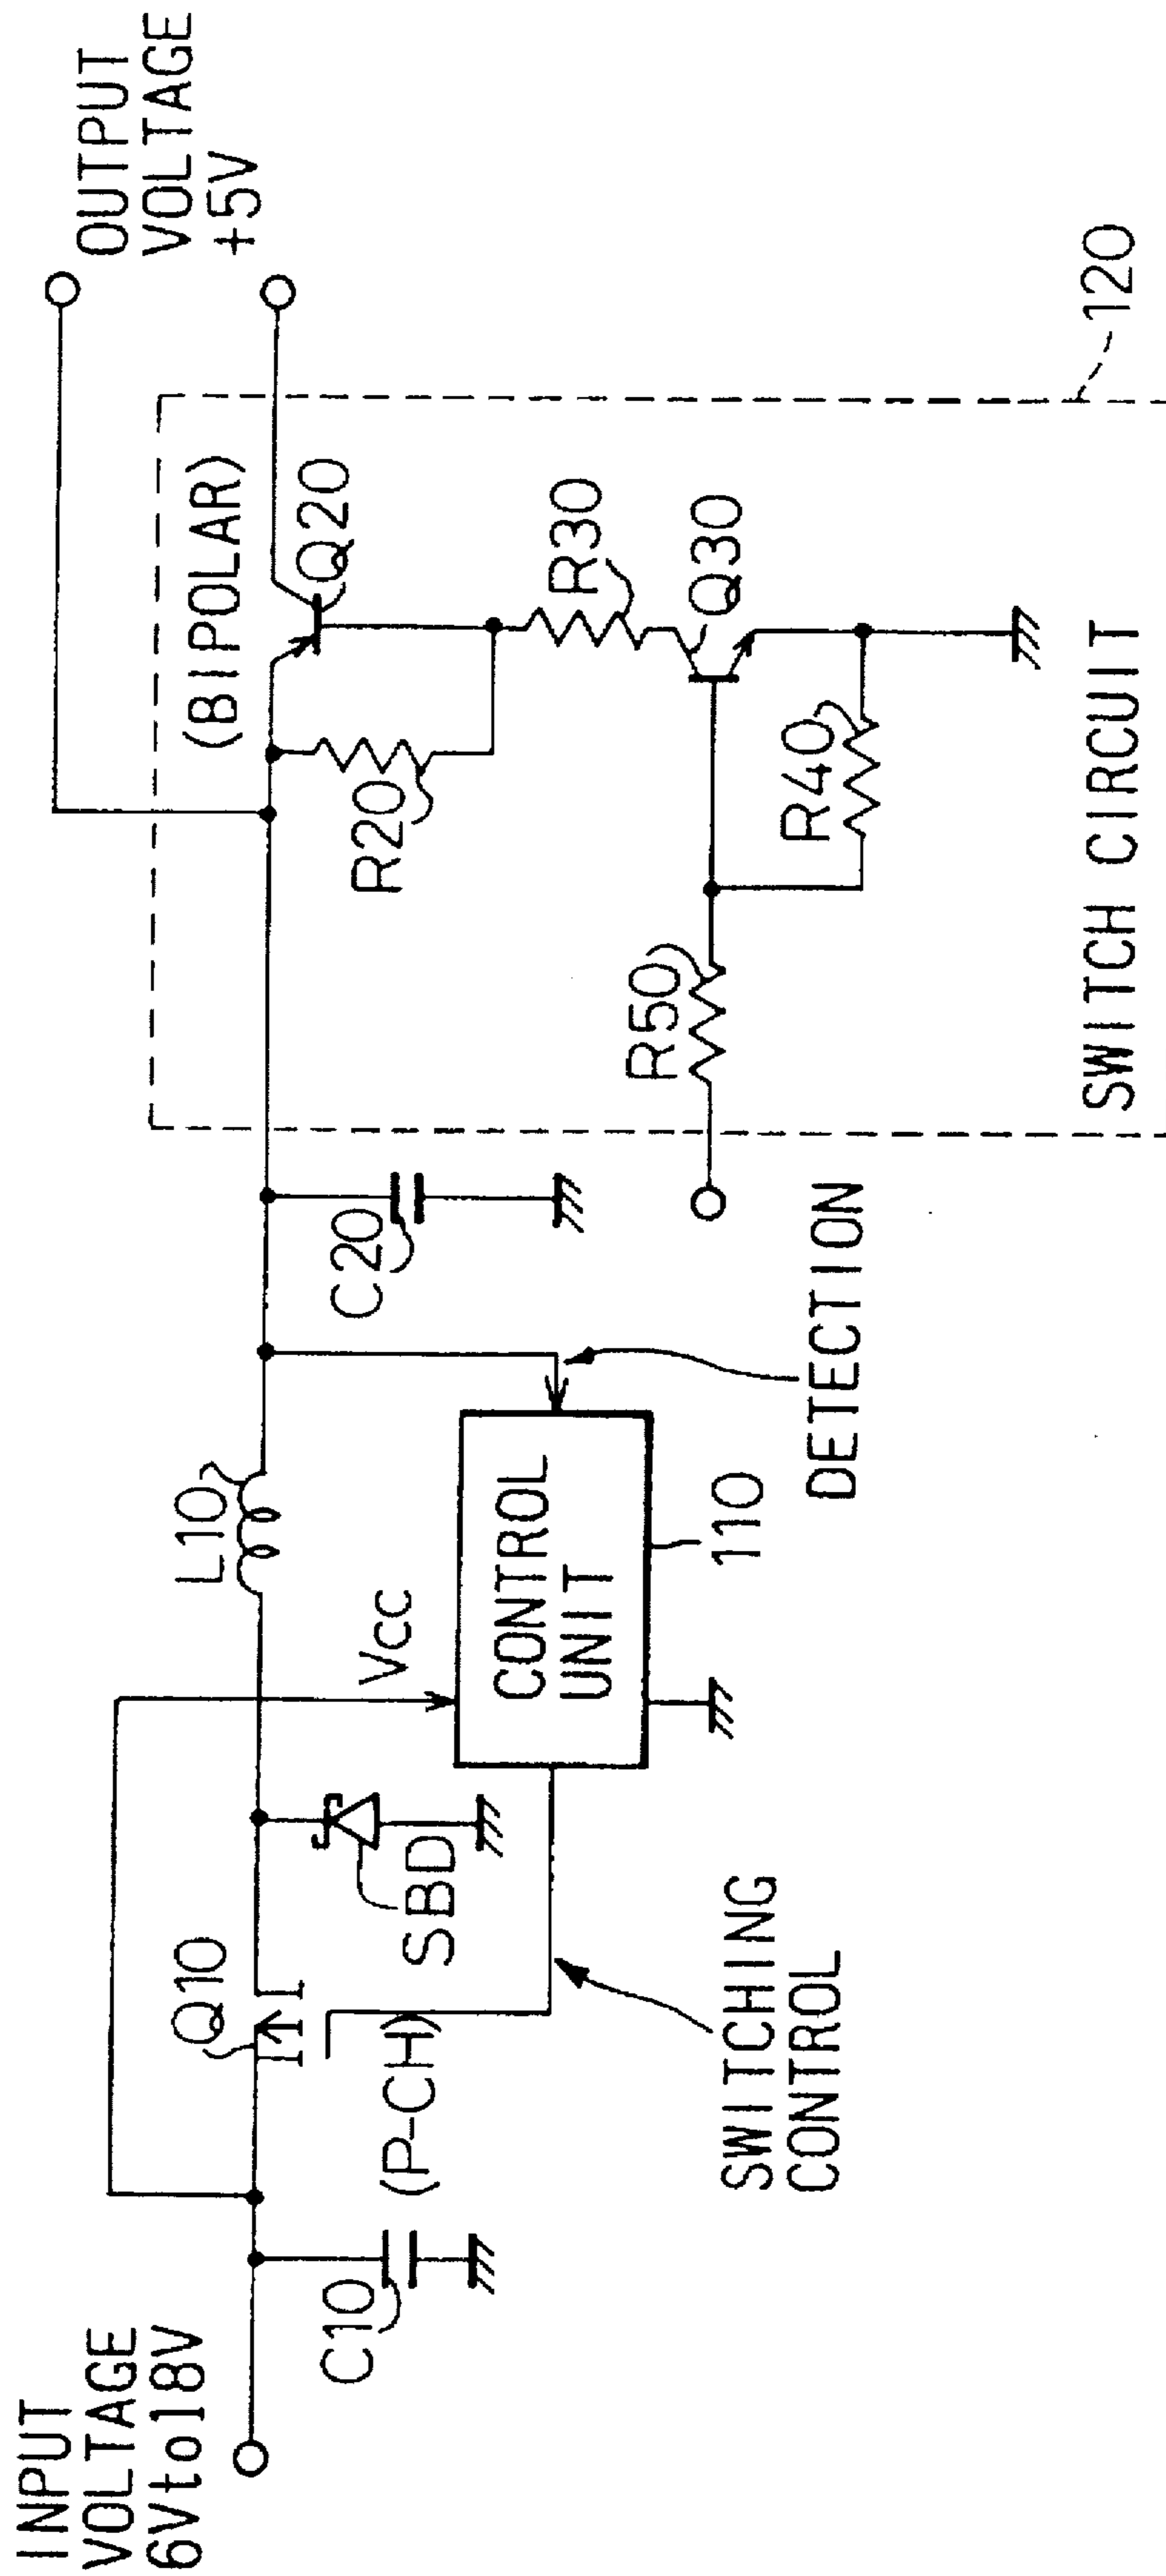 INPUT
VOLTAGE
6Vto18V
C10
Q10
(P-CH)
SBD
SWITCHING
CONTROL
Vcc
L10
CONTROL
UNIT
110
DETECTION
C20
R50
R20
(BIPOLAR)
Q20
R30
Q30
R40
SWITCH CIRCUIT
120
OUTPUT
VOLTAGE
+5V